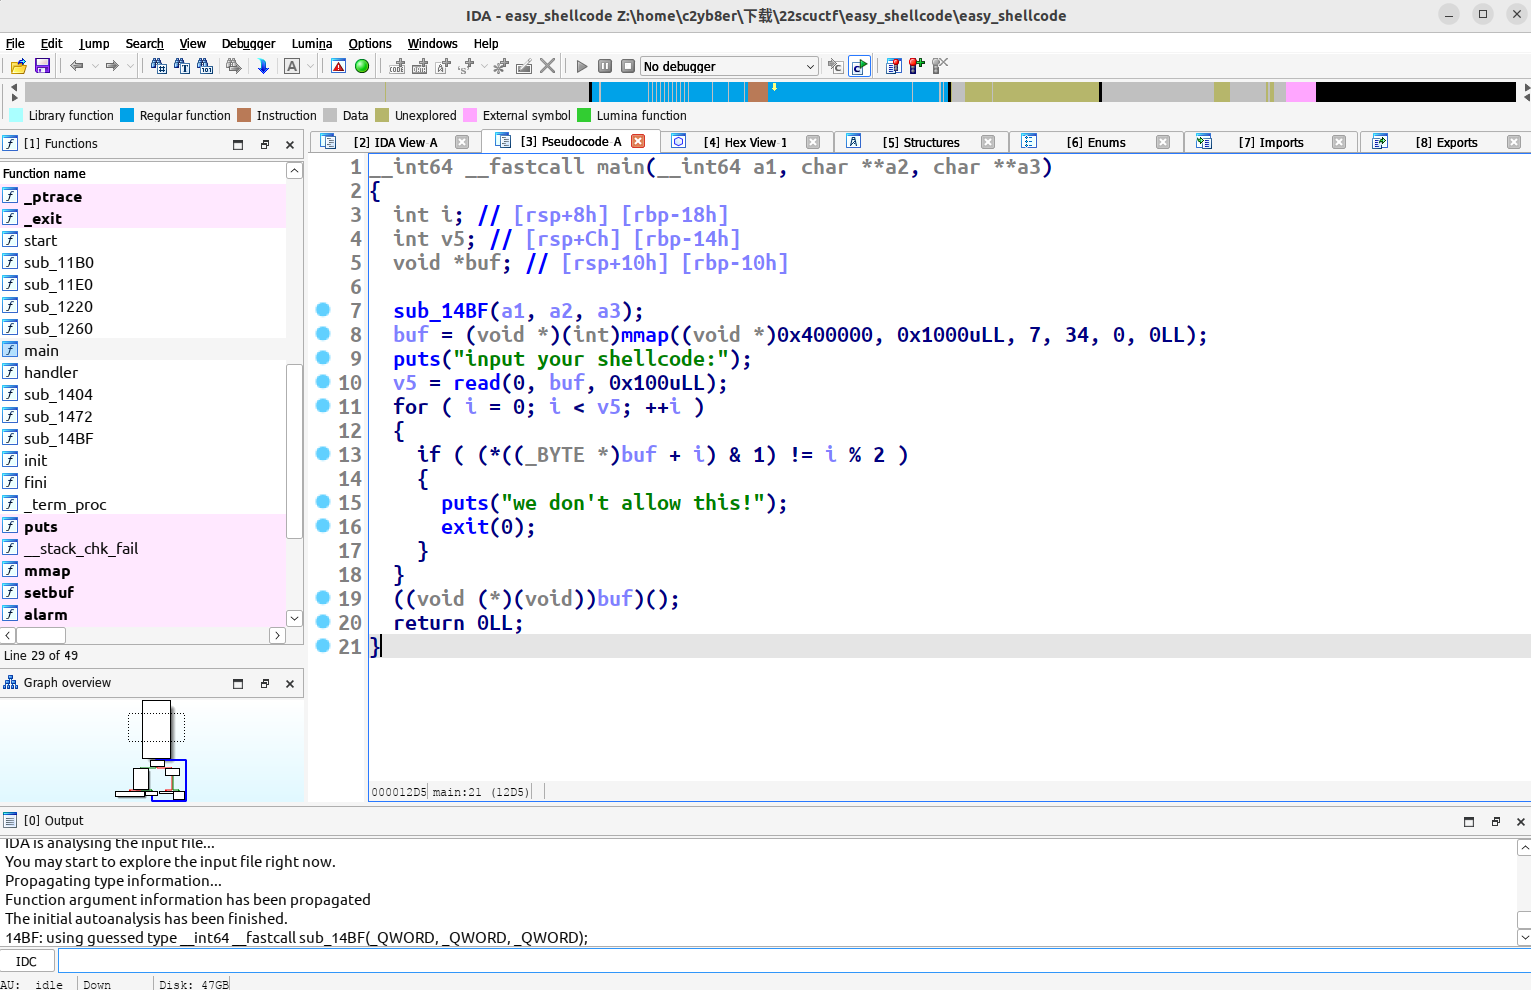 IDA - easy_shellcode Z:\home\c2yb8er\下载\22scuctf\easy_shellcode\easy_shellcode
File Edit Jump Search View Debugger Lumina Options Windows Help
No debugger
Library function Regular function Instruction Data Unexplored External symbol Lumina function
[1] Functions
[2] IDA View-A [3] Pseudocode-A [4] Hex View-1 [5] Structures [6] Enums [7] Imports [8] Exports
Function name
_ptrace
_exit
start
sub_11B0
sub_11E0
sub_1220
sub_1260
main
handler
sub_1404
sub_1472
sub_14BF
init
fini
_term_proc
puts
__stack_chk_fail
mmap
setbuf
alarm
Line 29 of 49
Graph overview
1 __int64 __fastcall main(__int64 a1, char **a2, char **a3)
2 {
3 int i; // [rsp+8h] [rbp-18h]
4 int v5; // [rsp+Ch] [rbp-14h]
5 void *buf; // [rsp+10h] [rbp-10h]
6
7 sub_14BF(a1, a2, a3);
8 buf = (void *)(int)mmap((void *)0x400000, 0x1000uLL, 7, 34, 0, 0LL);
9 puts("input your shellcode:");
10 v5 = read(0, buf, 0x100uLL);
11 for ( i = 0; i < v5; ++i )
12 {
13 if ( (*((_BYTE *)buf + i) & 1) != i % 2 )
14 {
15 puts("we don't allow this!");
16 exit(0);
17 }
18 }
19 ((void (*)(void))buf)();
20 return 0LL;
21 }
000012D5 main:21 (12D5)
[0] Output
IDA is analysing the input file...
You may start to explore the input file right now.
Propagating type information...
Function argument information has been propagated
The initial autoanalysis has been finished.
14BF: using guessed type __int64 __fastcall sub_14BF(_QWORD, _QWORD, _QWORD);
IDC
AU: idle Down Disk: 47GB